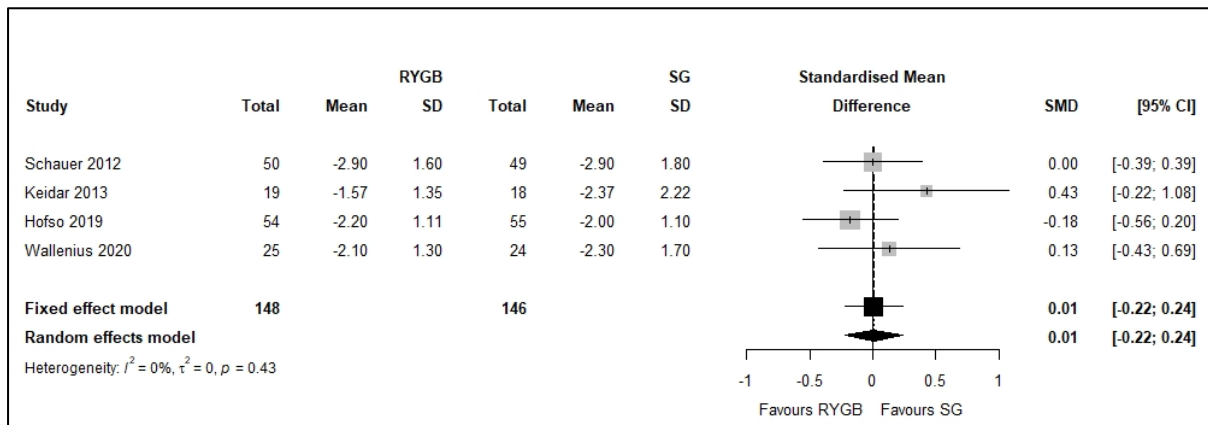 RYGB SG Standardised Mean
Study Total Mean SD Total Mean SD Difference SMD [95% CI]
Schauer 2012 50 -2.90 1.60 49 -2.90 1.80 0.00 [-0.39; 0.39]
Keidar 2013 19 -1.57 1.35 18 -2.37 2.22 0.43 [-0.22; 1.08]
Hofso 2019 54 -2.20 1.11 55 -2.00 1.10 -0.18 [-0.56; 0.20]
Wallenius 2020 25 -2.10 1.30 24 -2.30 1.70 0.13 [-0.43; 0.69]
Fixed effect model 148 146 0.01 [-0.22; 0.24]
Random effects model 0.01 [-0.22; 0.24]
Heterogeneity: I² = 0%, τ² = 0, p = 0.43
-1 0 0.5 1
Favours RYGB Favours SG